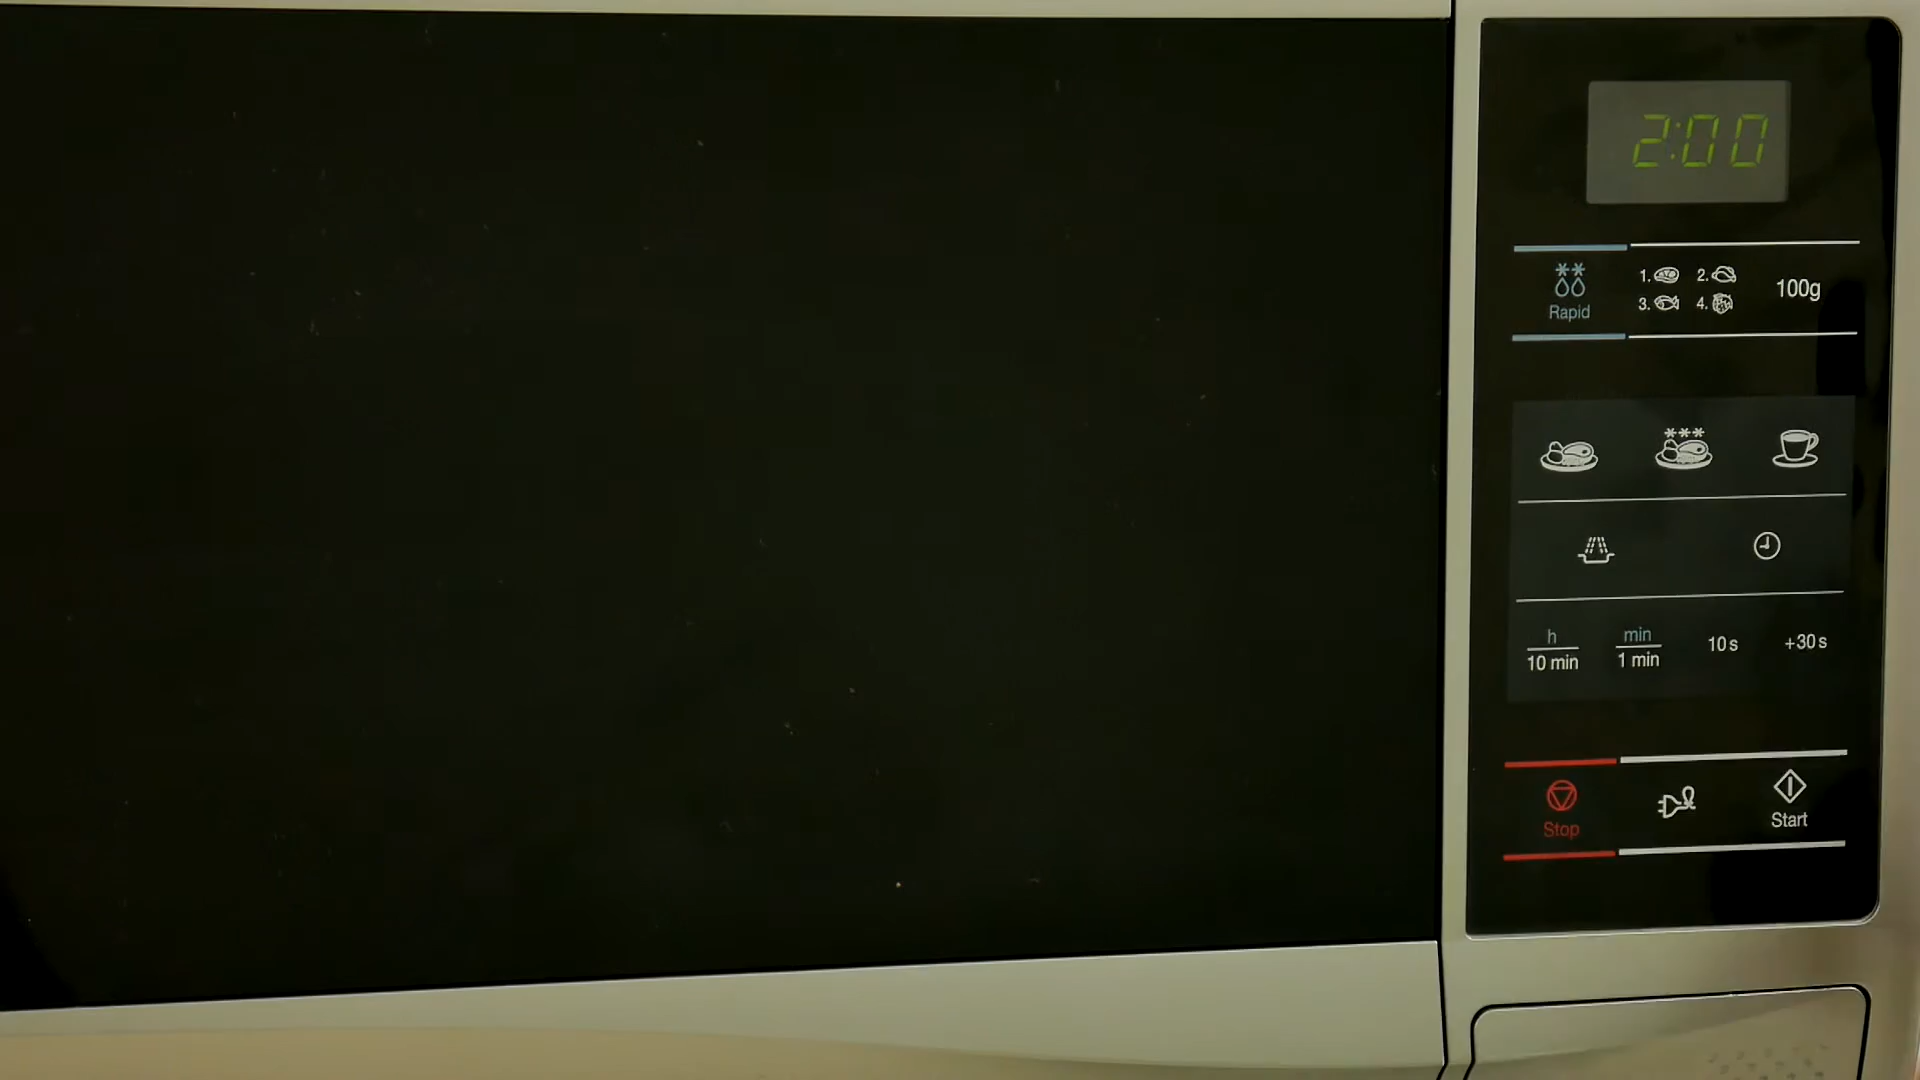 2:00
Rapid
1. 2. 100g
3. 4.
h min 10 s +30 s
10 min 1 min
Stop Start